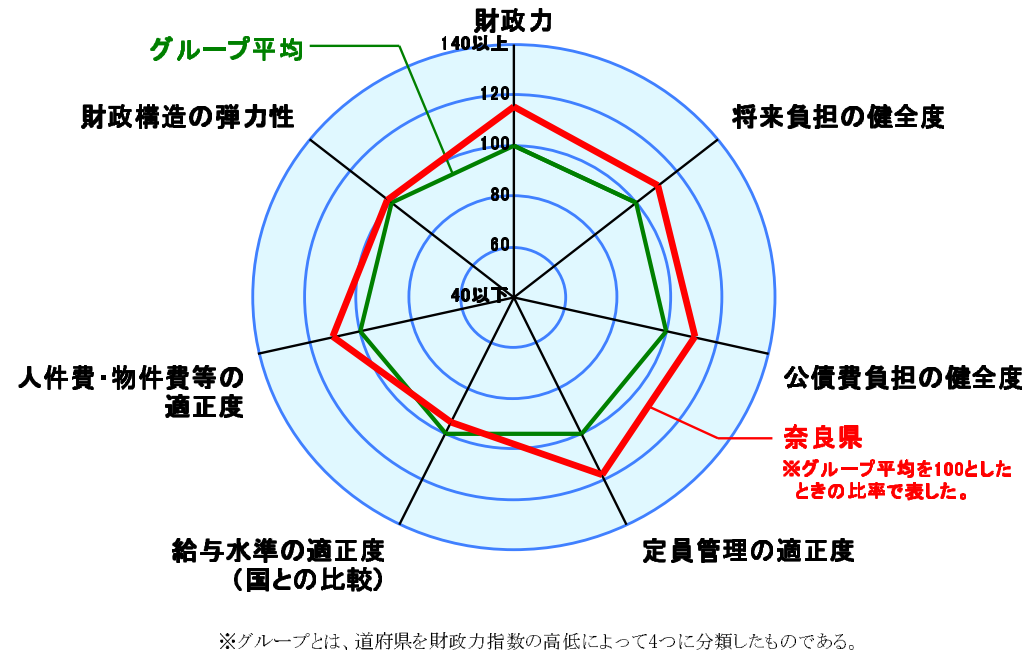 財政力
140以上
グループ平均
120
財政構造の弾力性
将来負担の健全度
100
80
60
40以下
人件費・物件費等の
適正度
公債費負担の健全度
奈良県
※グループ平均を100とした
ときの比率で表した。
給与水準の適正度
（国との比較）
定員管理の適正度
※グループとは、道府県を財政力指数の高低によって4つに分類したものである。